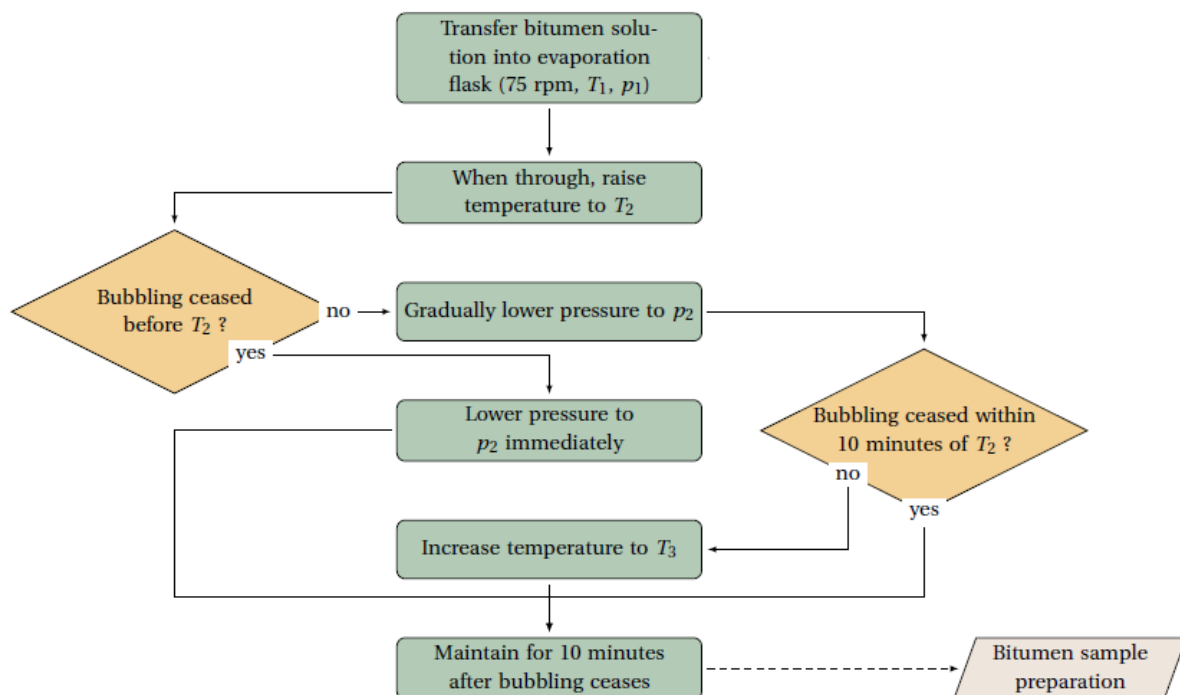 Transfer bitumen solu-
tion into evaporation
flask (75 rpm, T₁, p₁)
When through, raise
temperature to T₂
Bubbling ceased
before T₂ ?
no
Gradually lower pressure to p₂
yes
Lower pressure to
p₂ immediately
Bubbling ceased within
10 minutes of T₂ ?
no
yes
Increase temperature to T₃
Maintain for 10 minutes
after bubbling ceases
Bitumen sample
preparation